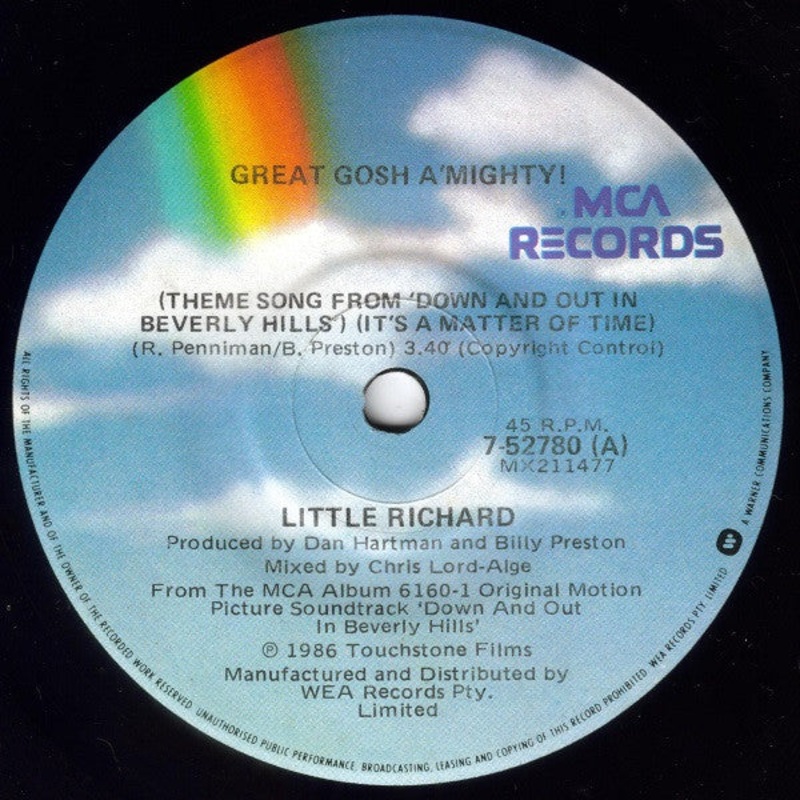 GREAT GOSH A'MIGHTY!
MCA
RECORDS
(THEME SONG FROM 'DOWN AND OUT IN
BEVERLY HILLS') (IT'S A MATTER OF TIME)
(R. Penniman/B. Preston) 3.40 (Copyright Control)
45 R.P.M.
7-52780 (A)
MX211477
LITTLE RICHARD
Produced by Dan Hartman and Billy Preston
Mixed by Chris Lord-Alge
From The MCA Album 6160-1 Original Motion
Picture Soundtrack 'Down And Out
In Beverly Hills'
℗ 1986 Touchstone Films
Manufactured and Distributed by
WEA Records Pty.
Limited
ALL RIGHTS OF THE MANUFACTURER AND OF THE OWNER OF THE RECORDED WORK RESERVED. UNAUTHORISED PUBLIC PERFORMANCE, BROADCASTING, LEASING AND COPYING OF THIS RECORD PROHIBITED. WEA RECORDS PTY. LIMITED
A WARNER COMMUNICATIONS COMPANY